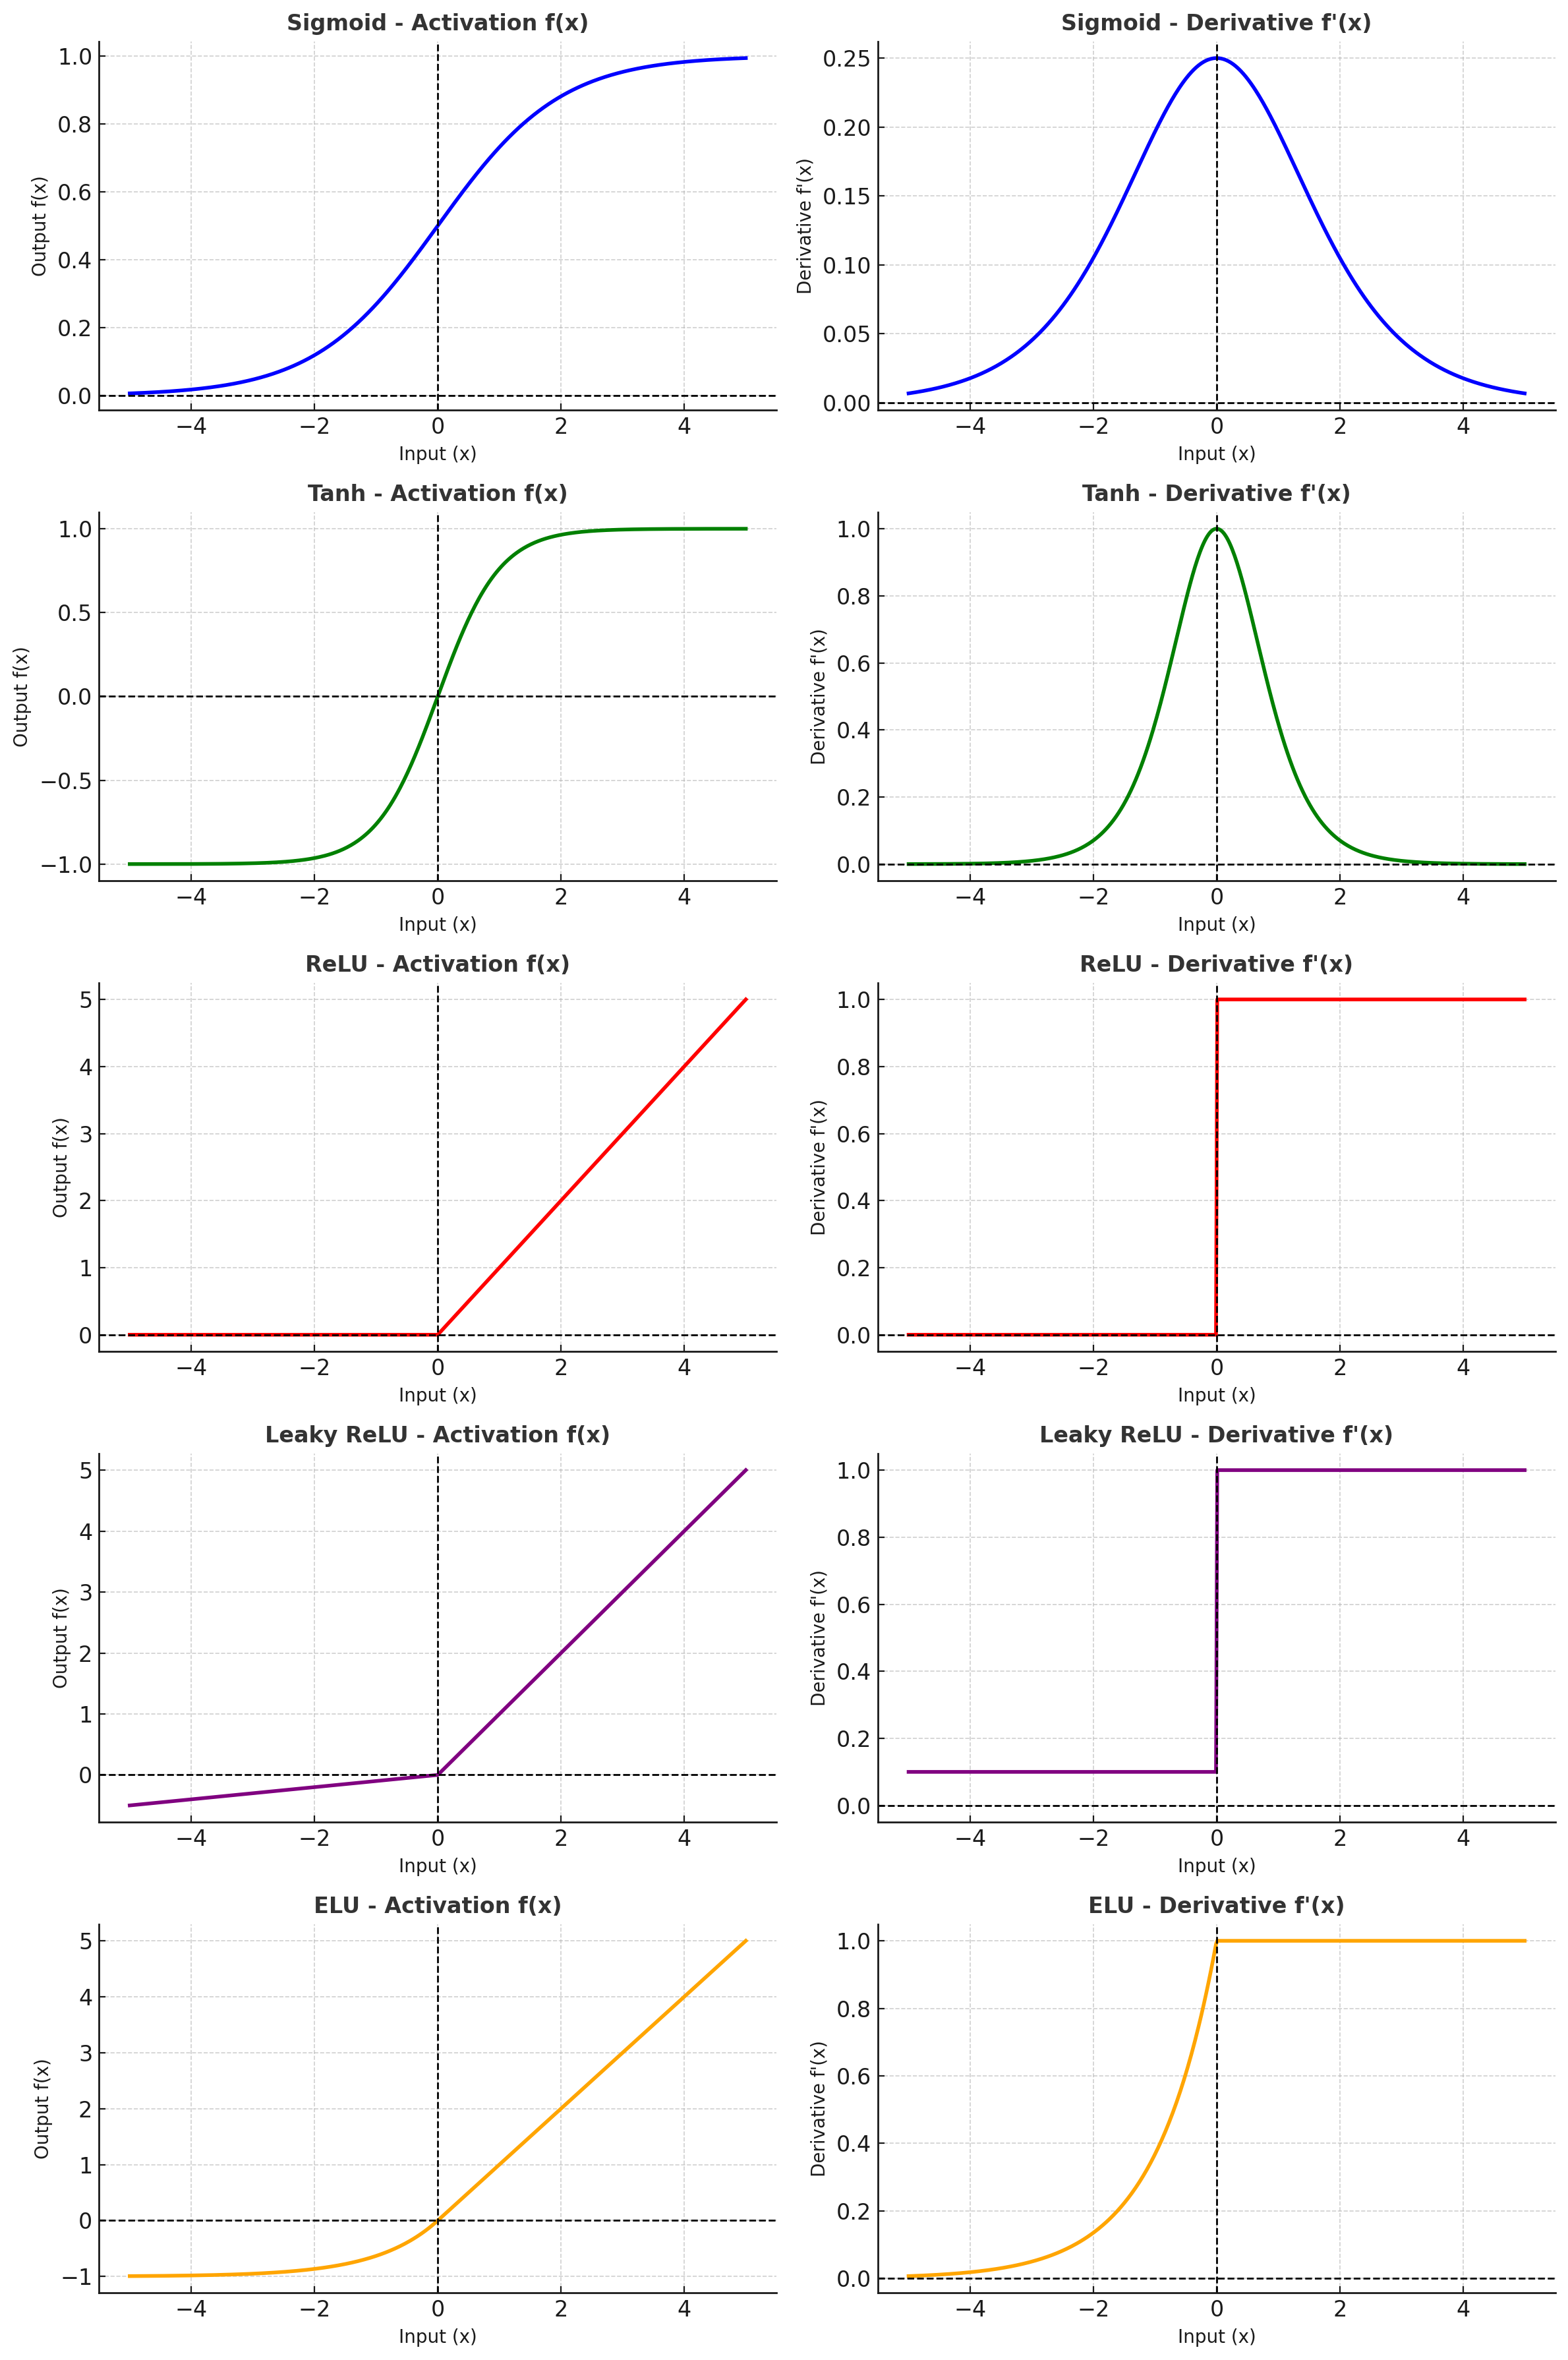 Sigmoid - Activation f(x)
1.0
0.8
0.6
0.4
0.2
0.0
Output f(x)
−4 −2 0 2 4
Input (x)
Sigmoid - Derivative f'(x)
0.25
0.20
0.15
0.10
0.05
0.00
Derivative f'(x)
−4 −2 0 2 4
Input (x)
Tanh - Activation f(x)
1.0
0.5
0.0
−0.5
−1.0
Output f(x)
−4 −2 0 2 4
Input (x)
Tanh - Derivative f'(x)
1.0
0.8
0.6
0.4
0.2
0.0
Derivative f'(x)
−4 −2 0 2 4
Input (x)
ReLU - Activation f(x)
5
4
3
2
1
0
Output f(x)
−4 −2 0 2 4
Input (x)
ReLU - Derivative f'(x)
1.0
0.8
0.6
0.4
0.2
0.0
Derivative f'(x)
−4 −2 0 2 4
Input (x)
Leaky ReLU - Activation f(x)
5
4
3
2
1
0
Output f(x)
−4 −2 0 2 4
Input (x)
Leaky ReLU - Derivative f'(x)
1.0
0.8
0.6
0.4
0.2
0.0
Derivative f'(x)
−4 −2 0 2 4
Input (x)
ELU - Activation f(x)
5
4
3
2
1
0
−1
Output f(x)
−4 −2 0 2 4
Input (x)
ELU - Derivative f'(x)
1.0
0.8
0.6
0.4
0.2
0.0
Derivative f'(x)
−4 −2 0 2 4
Input (x)